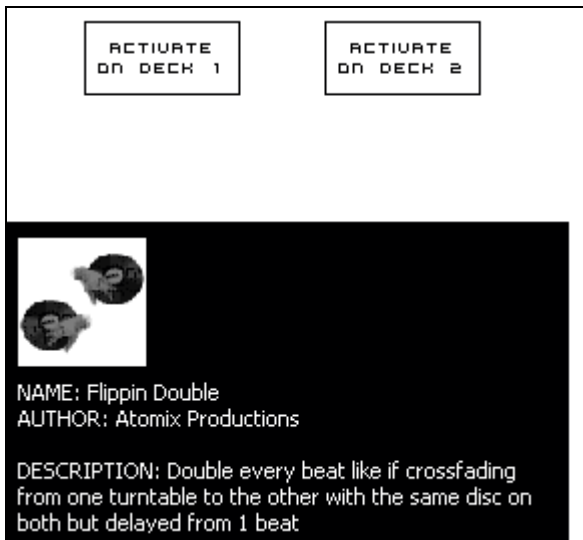 ACTIVATE
ON DECK 1
ACTIVATE
ON DECK 2
NAME: Flippin Double
AUTHOR: Atomix Productions
DESCRIPTION: Double every beat like if crossfading
from one turntable to the other with the same disc on
both but delayed from 1 beat